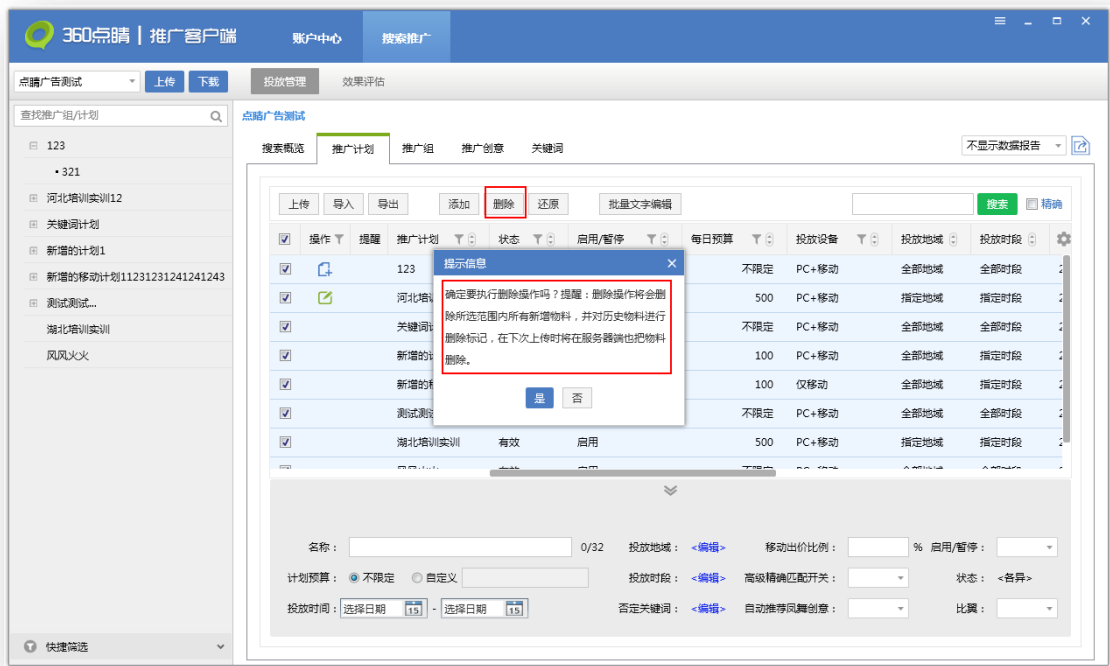 360点睛 | 推广客户端
账户中心
搜索推广
点睛广告测试
上传
下载
投放管理
效果评估
查找推广组/计划
123
• 321
河北培训实训12
关键词计划
新增的计划1
新增的移动计划11231231241241243
测试测试...
湖北培训实训
风风火火
快捷筛选
点睛广告测试
搜索概览
推广计划
推广组
推广创意
关键词
不显示数据报告
上传
导入
导出
添加
删除
还原
批量文字编辑
搜索
精确
操作 提醒 推广计划 状态 启用/暂停 每日预算 投放设备 投放地域 投放时段
123 不限定 PC+移动 全部地域 全部时段
河北培 500 PC+移动 指定地域 指定时段
关键词 不限定 PC+移动 全部地域 全部时段
新增的 100 PC+移动 全部地域 指定时段
新增的 100 仅移动 全部地域 指定时段
测试测 不限定 PC+移动 全部地域 全部时段
湖北培训实训 有效 启用 500 PC+移动 指定地域 指定时段
提示信息
确定要执行删除操作吗？提醒：删除操作将会删
除所选范围内所有新增物料，并对历史物料进行
删除标记，在下次上传时将在服务器端也把物料
删除。
是
否
名称： 0/32 投放地域： <编辑> 移动出价比例： % 启用/暂停：
计划预算： 不限定 自定义 投放时段： <编辑> 高级精确匹配开关： 状态： <各异>
投放时间： 选择日期 15 - 选择日期 15 否定关键词： <编辑> 自动推荐凤舞创意： 比翼：